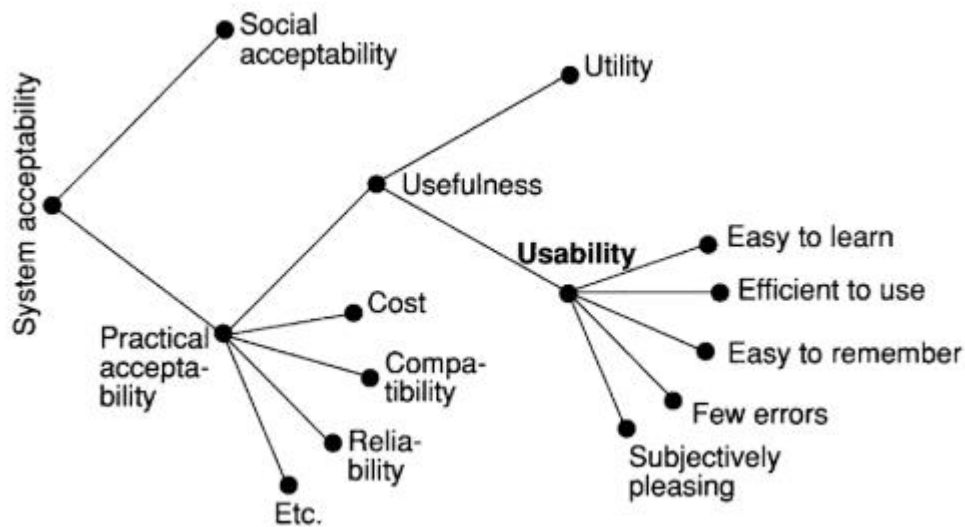 Social
acceptability
Utility
System acceptability
Usefulness
Usability
Easy to learn
Efficient to use
Cost
Practical
accepta-
bility
Compa-
tibility
Easy to remember
Few errors
Relia-
bility
Subjectively
pleasing
Etc.